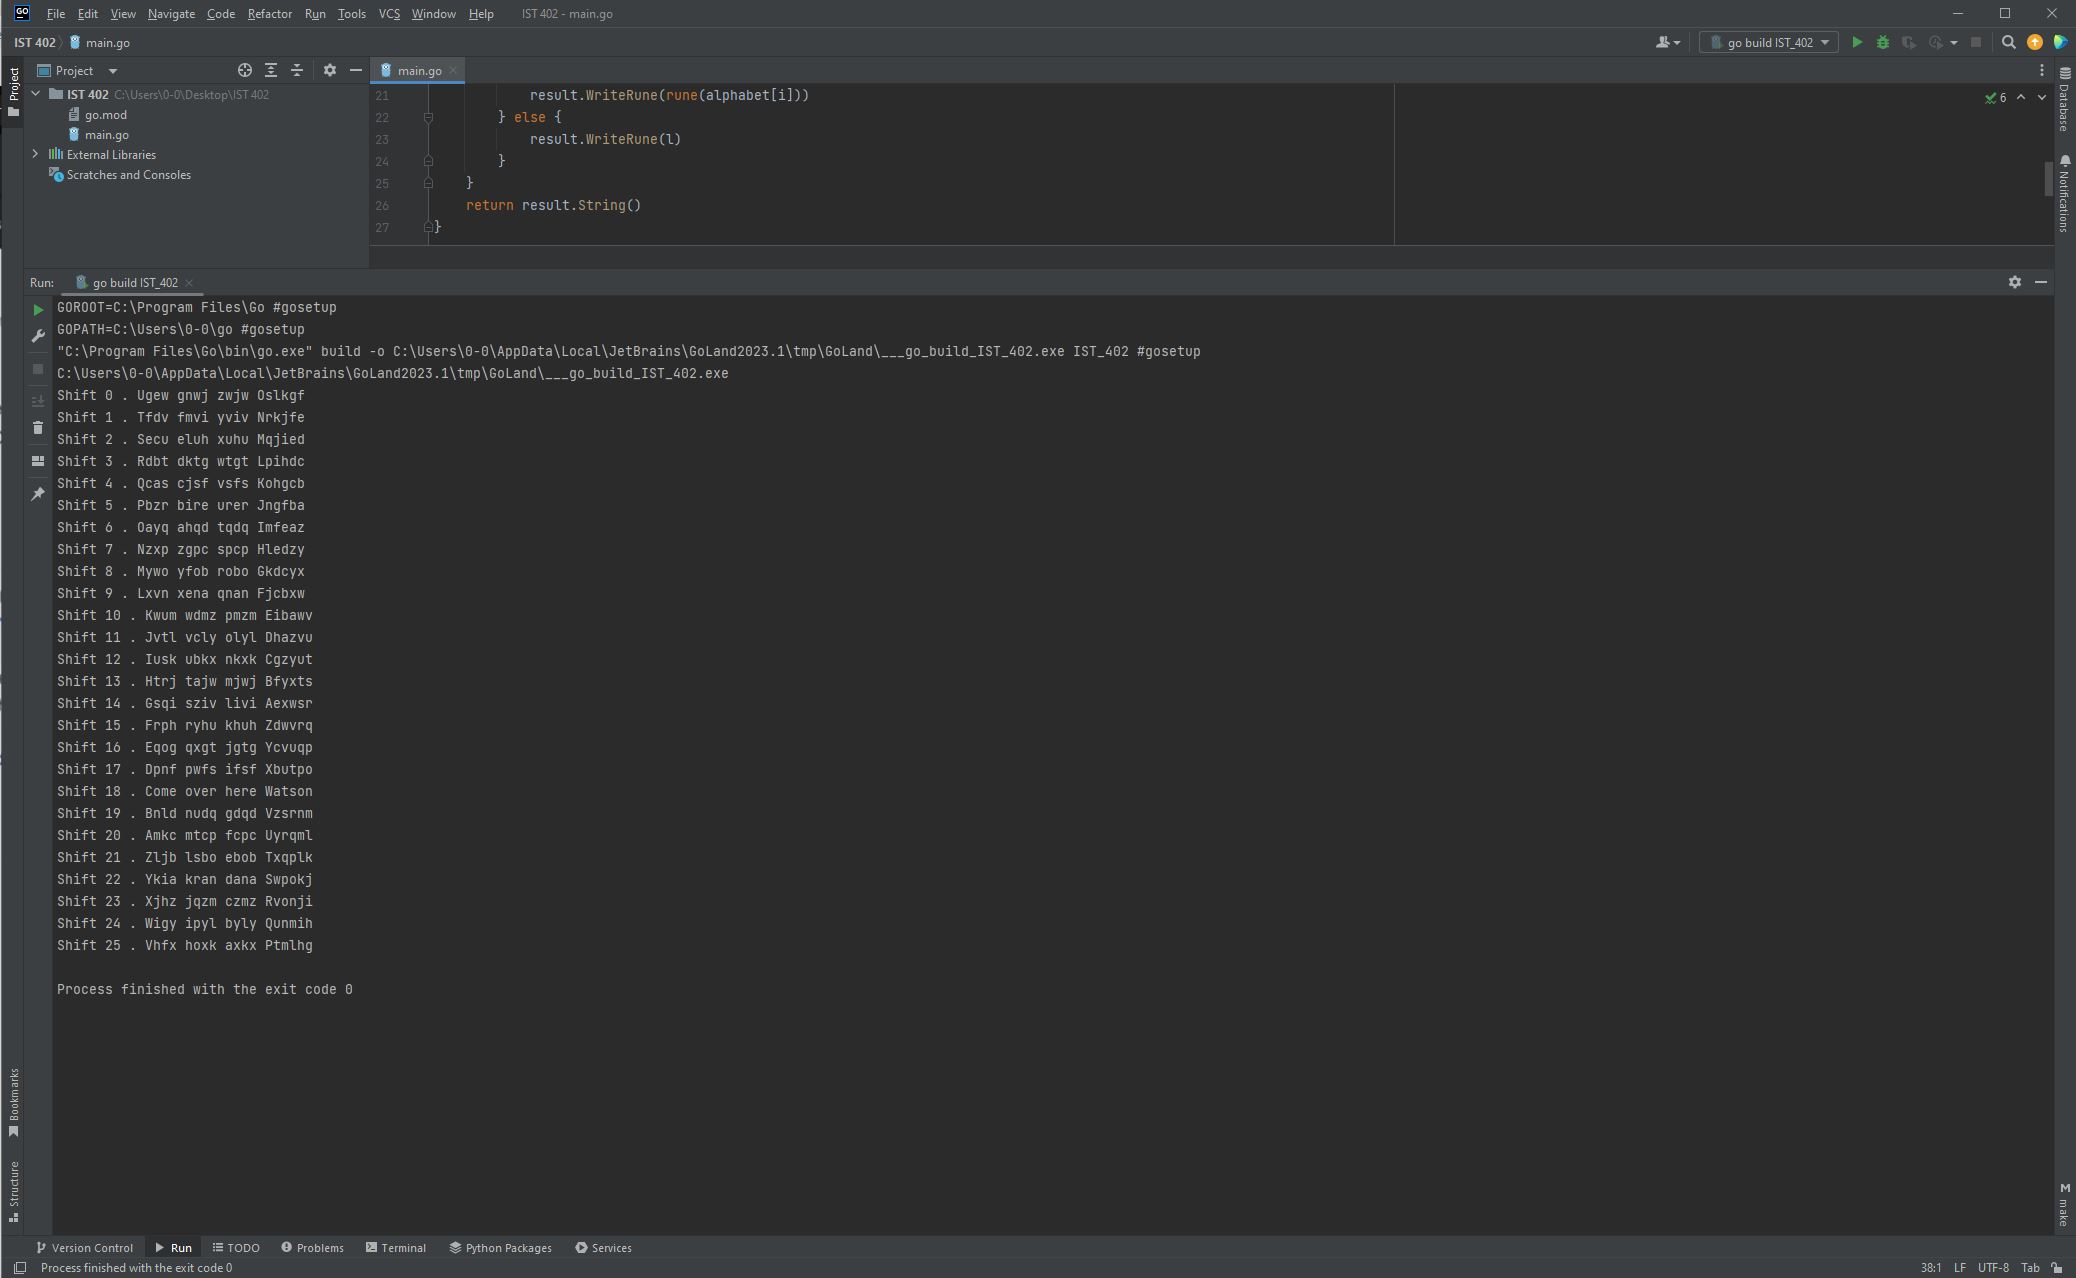 GO File Edit View Navigate Code Refactor Run Tools VCS Window Help IST 402 - main.go
IST 402 main.go go build IST_402
Project
Project
main.go
IST 402 C:\Users\0-0\Desktop\IST 402
go.mod
main.go
External Libraries
Scratches and Consoles
21 result.WriteRune(rune(alphabet[i]))
22 } else {
23 result.WriteRune(l)
24 }
25 }
26 return result.String()
27 }
6
Database
Notifications
Run: go build IST_402
GOROOT=C:\Program Files\Go #gosetup
GOPATH=C:\Users\0-0\go #gosetup
"C:\Program Files\Go\bin\go.exe" build -o C:\Users\0-0\AppData\Local\JetBrains\GoLand2023.1\tmp\GoLand\___go_build_IST_402.exe IST_402 #gosetup
C:\Users\0-0\AppData\Local\JetBrains\GoLand2023.1\tmp\GoLand\___go_build_IST_402.exe
Shift 0 . Ugew gnwj zwjw Oslkgf
Shift 1 . Tfdv fmvi yviv Nrkjfe
Shift 2 . Secu eluh xuhu Mqjied
Shift 3 . Rdbt dktg wtgt Lpihdc
Shift 4 . Qcas cjsf vsfs Kohgcb
Shift 5 . Pbzr bire urer Jngfba
Shift 6 . Oayq ahqd tqdq Imfeaz
Shift 7 . Nzxp zgpc spcp Hledzy
Shift 8 . Mywo yfob robo Gkdcyx
Shift 9 . Lxvn xena qnan Fjcbxw
Shift 10 . Kwum wdmz pmzm Eibawv
Shift 11 . Jvtl vcly olyl Dhazvu
Shift 12 . Iusk ubkx nkxk Cgzyut
Shift 13 . Htrj tajw mjwj Bfyxts
Shift 14 . Gsqi sziv livi Aexwsr
Shift 15 . Frph ryhu khuh Zdwvrq
Shift 16 . Eqog qxgt jgtg Ycvuqp
Shift 17 . Dpnf pwfs ifsf Xbutpo
Shift 18 . Come over here Watson
Shift 19 . Bnld nudq gdqd Vzsrnm
Shift 20 . Amkc mtcp fcpc Uyrqml
Shift 21 . Zljb lsbo ebob Txqplk
Shift 22 . Ykia kran dana Swpokj
Shift 23 . Xjhz jqzm czmz Rvonji
Shift 24 . Wigy ipyl byly Qunmih
Shift 25 . Vhfx hoxk axkx Ptmlhg
Process finished with the exit code 0
Bookmarks
Structure
M make
Version Control Run TODO Problems Terminal Python Packages Services
Process finished with the exit code 0 38:1 LF UTF-8 Tab